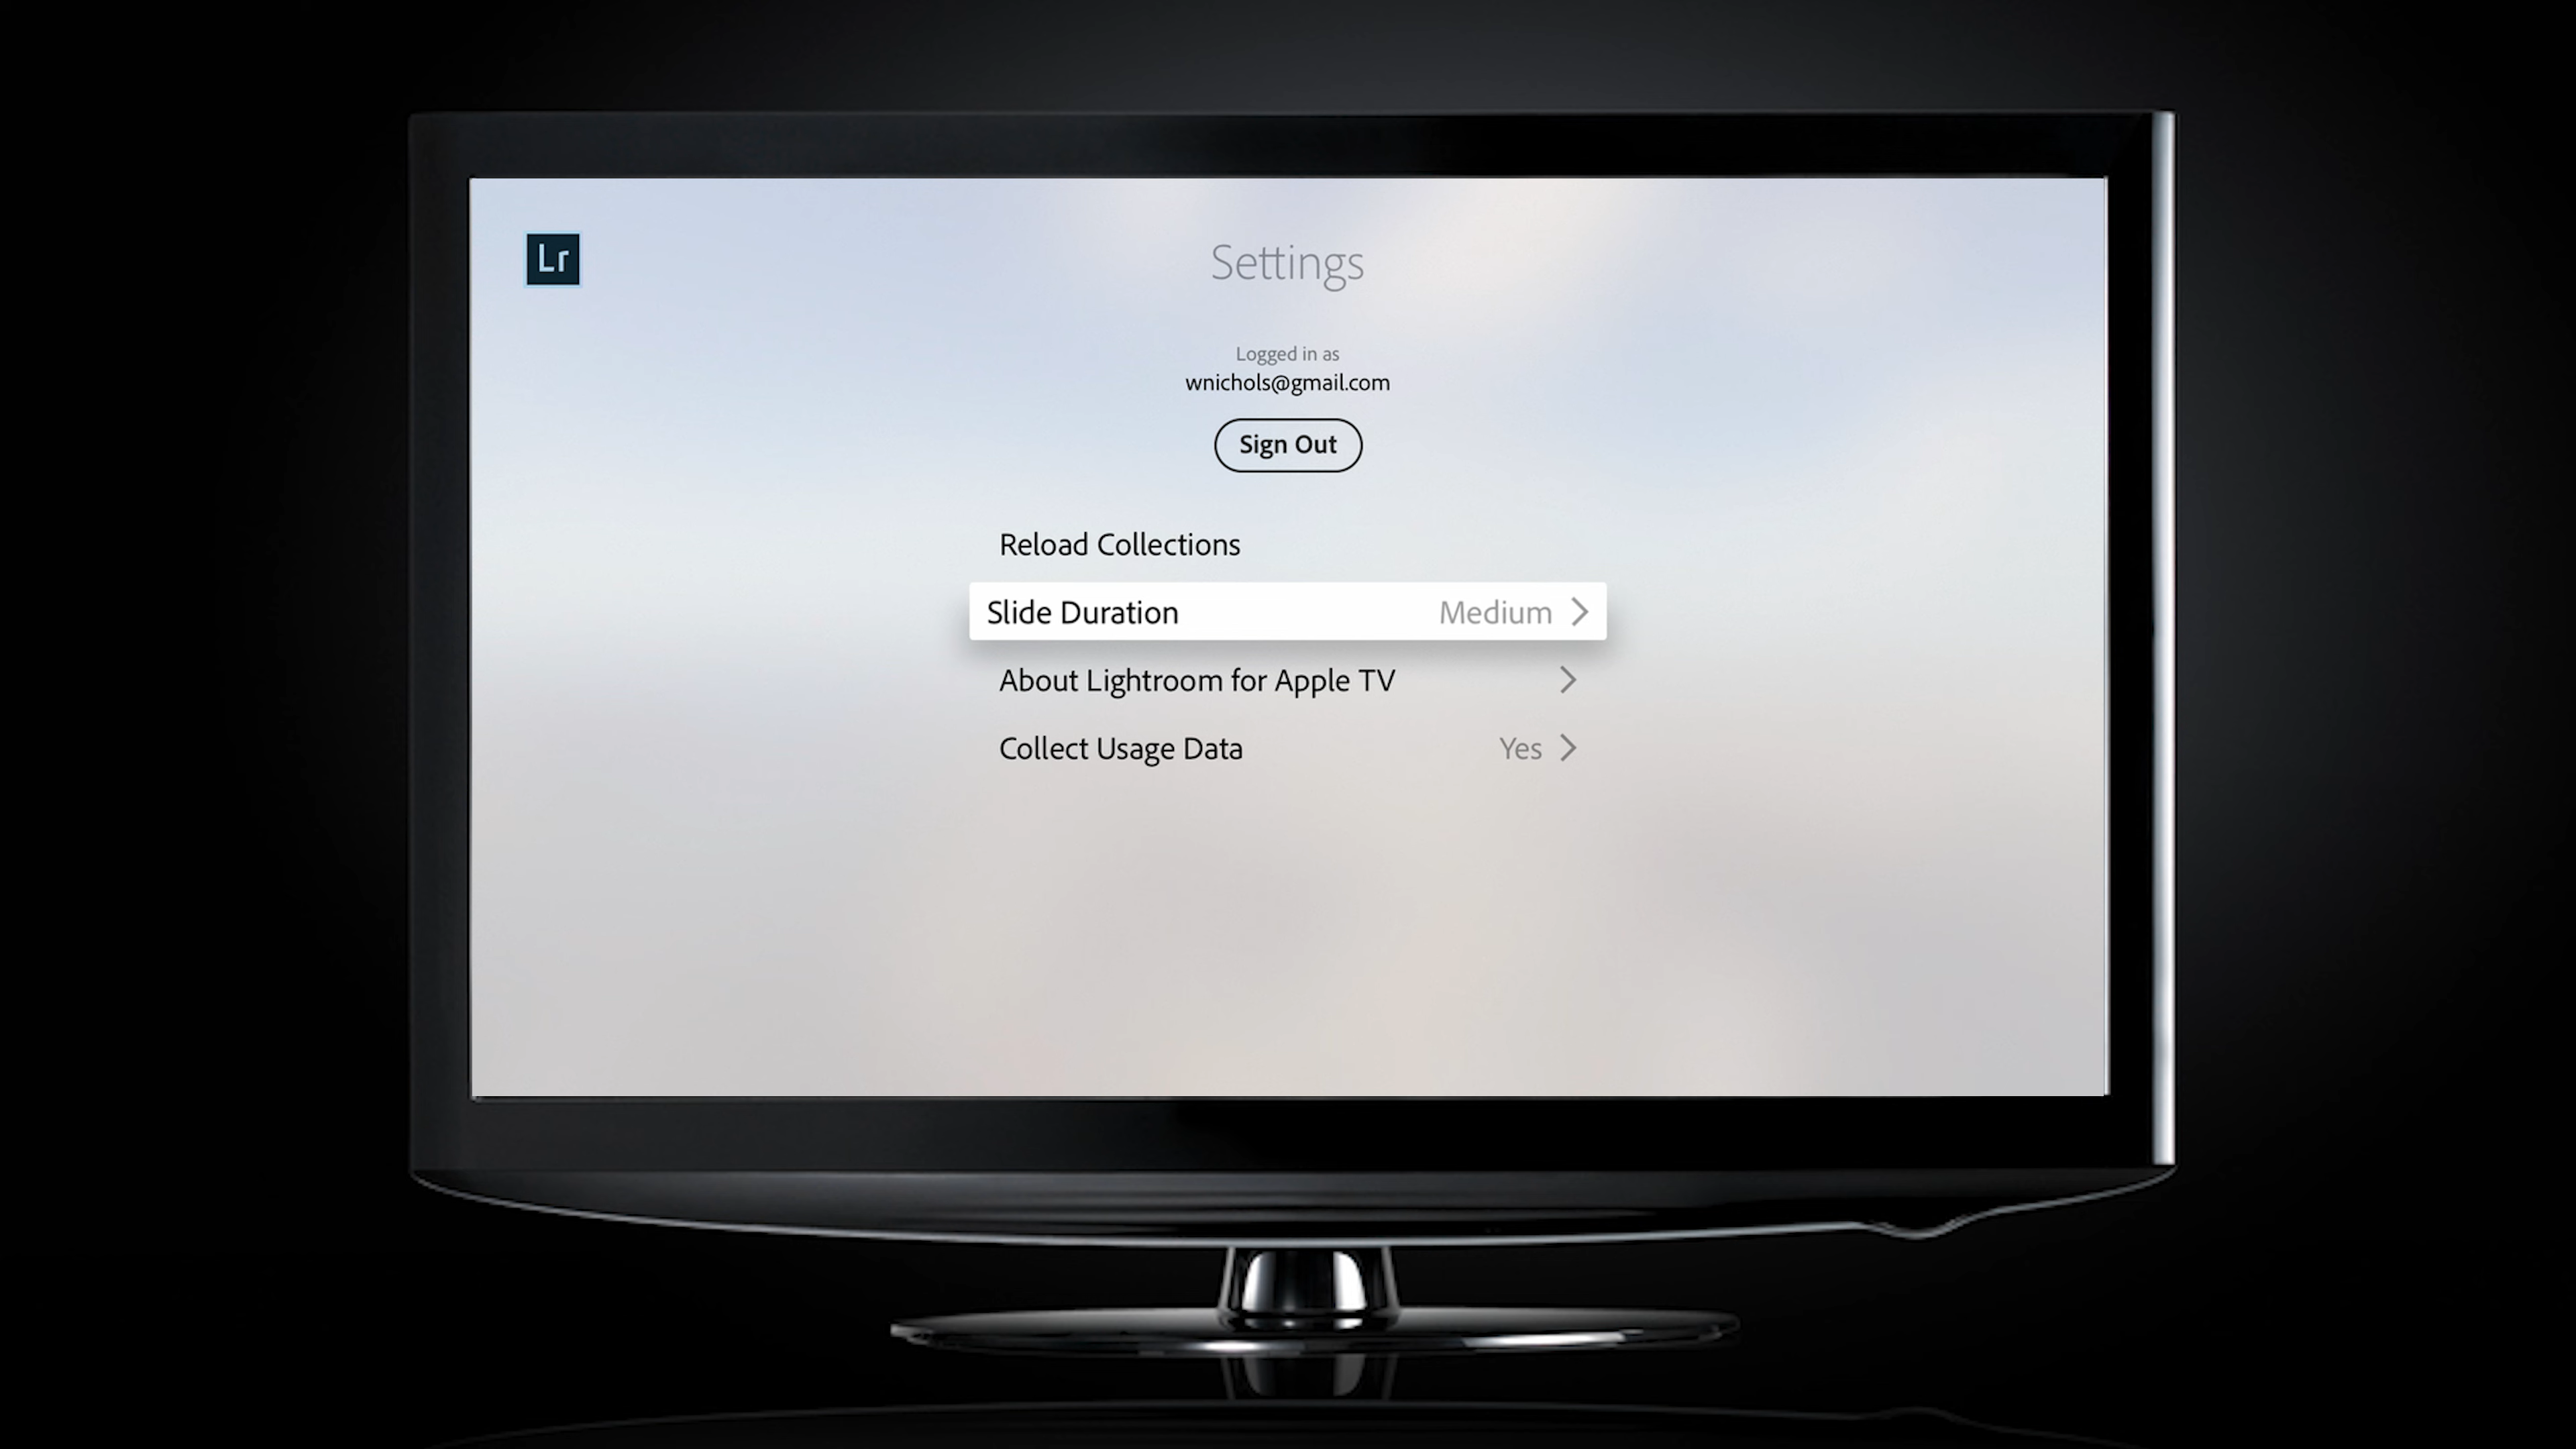 Lr
Settings
Logged in as
wnichols@gmail.com
Sign Out
Reload Collections
Slide Duration Medium
About Lightroom for Apple TV
Collect Usage Data Yes